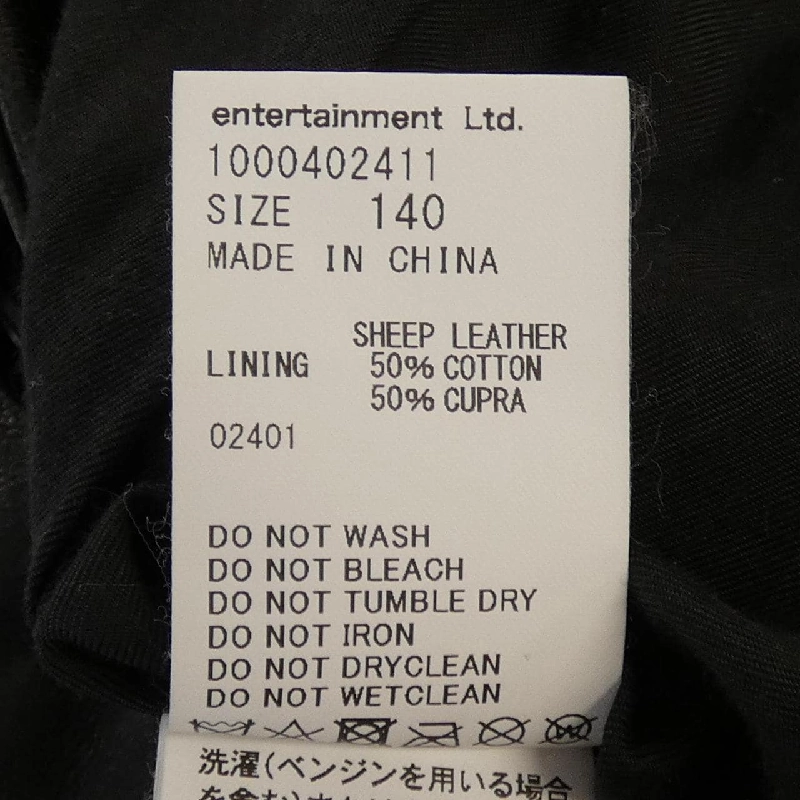 entertainment Ltd.
1000402411
SIZE 140
MADE IN CHINA
SHEEP LEATHER
LINING 50% COTTON
50% CUPRA
02401
DO NOT WASH
DO NOT BLEACH
DO NOT TUMBLE DRY
DO NOT IRON
DO NOT DRYCLEAN
DO NOT WETCLEAN
洗濯(ベンジンを用いる場合